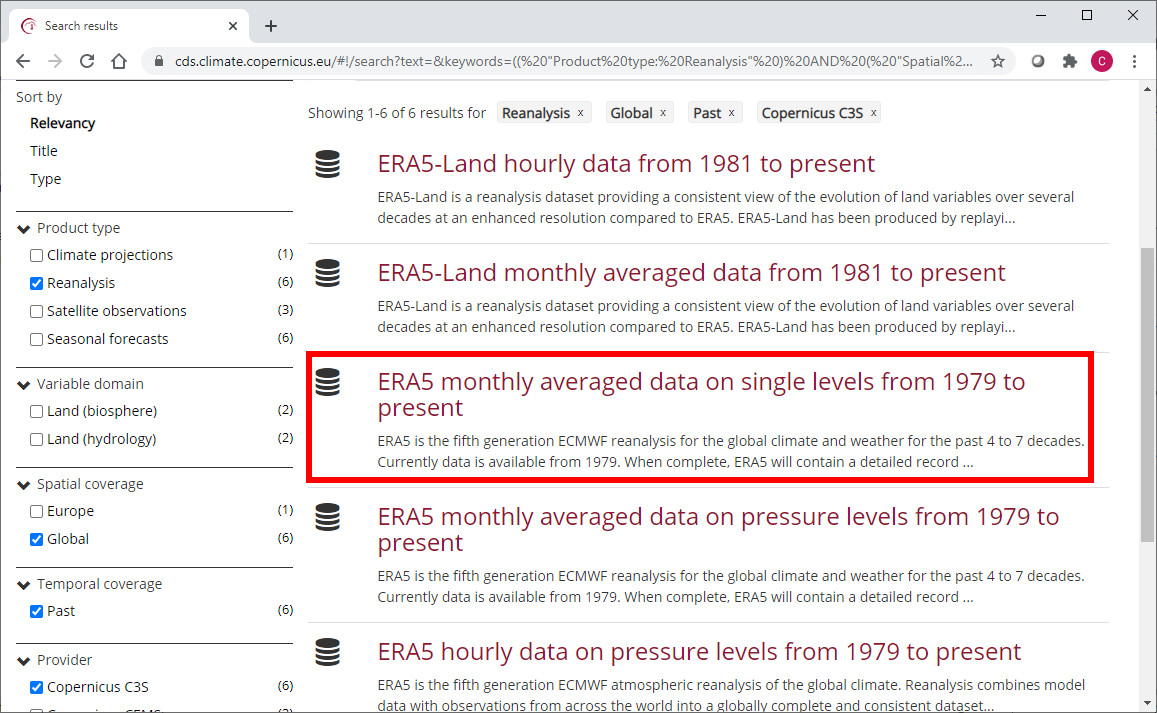 Search results
cds.climate.copernicus.eu/#!/search?text=&keywords=((%20"Product%20type:%20Reanalysis"%20)%20AND%20(%20"Spatial%2...
C
Sort by
Relevancy
Title
Type
Product type
Climate projections (1)
Reanalysis (6)
Satellite observations (3)
Seasonal forecasts (6)
Variable domain
Land (biosphere) (2)
Land (hydrology) (2)
Spatial coverage
Europe (1)
Global (6)
Temporal coverage
Past (6)
Provider
Copernicus C3S (6)
Showing 1-6 of 6 results for Reanalysis x Global x Past x Copernicus C3S x
ERA5-Land hourly data from 1981 to present
ERA5-Land is a reanalysis dataset providing a consistent view of the evolution of land variables over several
decades at an enhanced resolution compared to ERA5. ERA5-Land has been produced by replayi...
ERA5-Land monthly averaged data from 1981 to present
ERA5-Land is a reanalysis dataset providing a consistent view of the evolution of land variables over several
decades at an enhanced resolution compared to ERA5. ERA5-Land has been produced by replayi...
ERA5 monthly averaged data on single levels from 1979 to
present
ERA5 is the fifth generation ECMWF reanalysis for the global climate and weather for the past 4 to 7 decades.
Currently data is available from 1979. When complete, ERA5 will contain a detailed record ...
ERA5 monthly averaged data on pressure levels from 1979 to
present
ERA5 is the fifth generation ECMWF reanalysis for the global climate and weather for the past 4 to 7 decades.
Currently data is available from 1979. When complete, ERA5 will contain a detailed record ...
ERA5 hourly data on pressure levels from 1979 to present
ERA5 is the fifth generation ECMWF atmospheric reanalysis of the global climate. Reanalysis combines model
data with observations from across the world into a globally complete and consistent dataset...